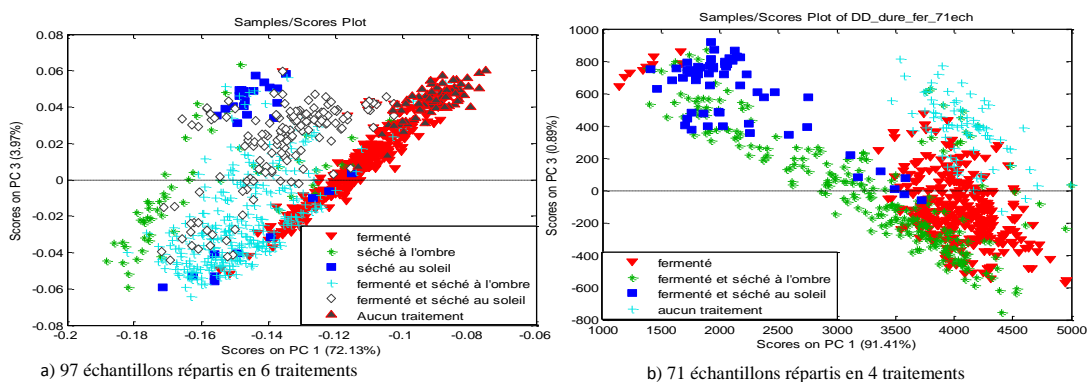 Samples/Scores Plot
0.08
0.06
0.04
0.02
0
-0.02
-0.04
-0.06
-0.08
Scores on PC 3 (3.97%)
-0.2
-0.18
-0.16
-0.14
-0.12
-0.1
-0.08
-0.06
Scores on PC 1 (72.13%)
fermenté
séché à l'ombre
séché au soleil
fermenté et séché à l'ombre
fermenté et séché au soleil
Aucun traitement
a) 97 échantillons répartis en 6 traitements
Samples/Scores Plot of DD_dure_fer_71ech
1000
800
600
400
200
0
-200
-400
-600
-800
Scores on PC 3 (0.89%)
1000
1500
2000
2500
3000
3500
4000
4500
5000
Scores on PC 1 (91.41%)
fermenté
fermenté et séché à l'ombre
fermenté et séché au soleil
aucun traitement
b) 71 échantillons répartis en 4 traitements